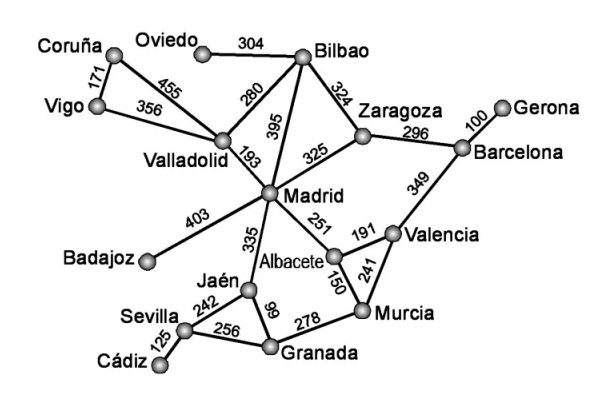 Coruña
Oviedo
304
Bilbao
171
455
280
324
Vigo
356
395
Zaragoza
100
Gerona
Valladolid
193
325
296
Barcelona
Madrid
349
403
251
191
Valencia
Badajoz
335
Albacete
241
150
Jaén
242
99
Sevilla
278
Murcia
125
256
Cádiz
Granada